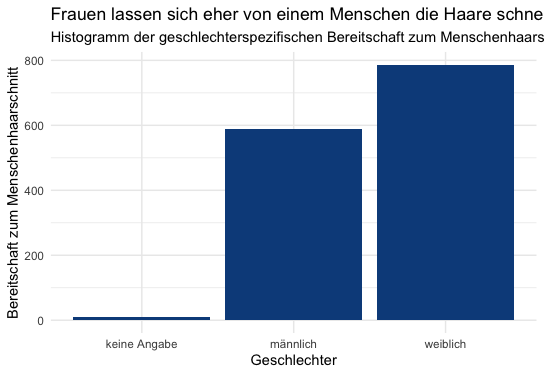 Frauen lassen sich eher von einem Menschen die Haare schne
Histogramm der geschlechterspezifischen Bereitschaft zum Menschenhaars
Bereitschaft zum Menschenhaarschnitt
800
600
400
200
0
keine Angabe
männlich
weiblich
Geschlechter